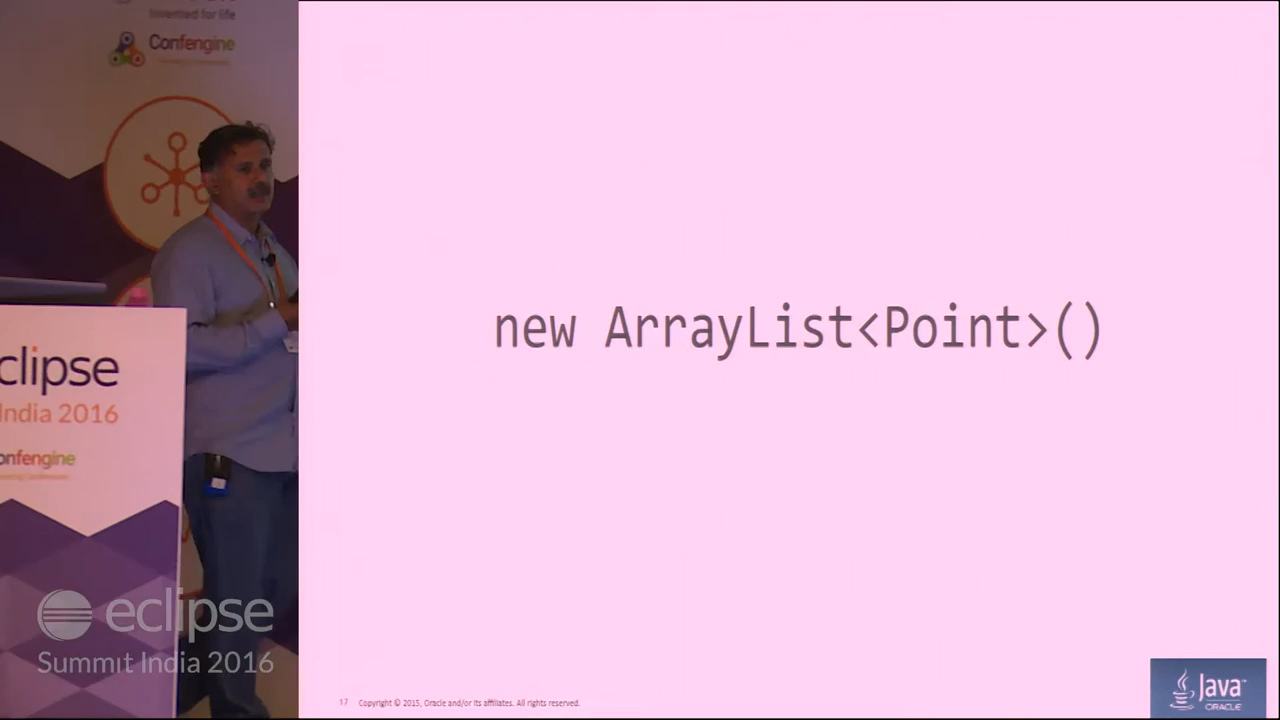 Invented for life
Confengine
new ArrayList<Point>()
clipse
India 2016
onfengine
eclipse
Summit India 2016
17 Copyright © 2015, Oracle and/or its affiliates. All rights reserved.
Java™
ORACLE